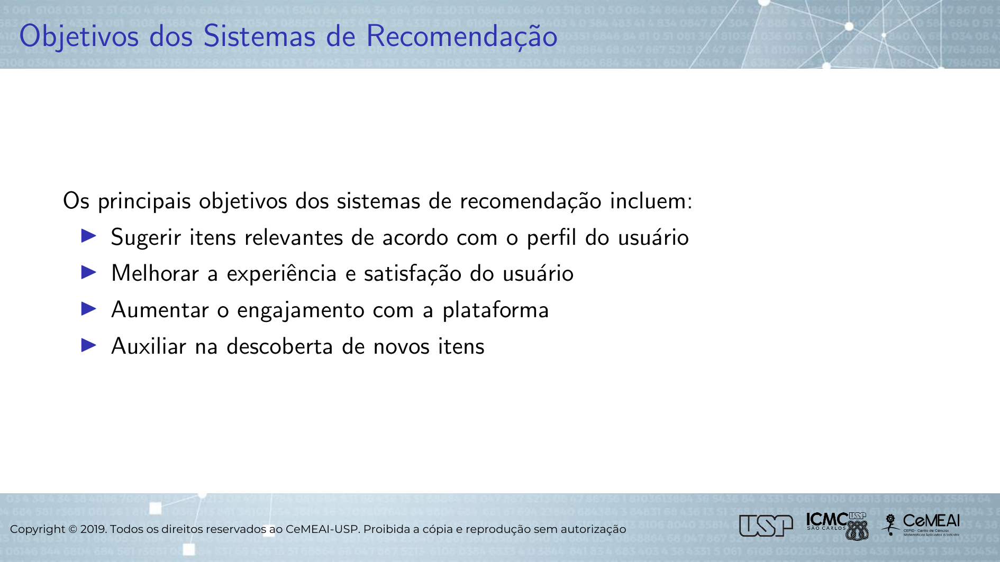 Objetivos dos Sistemas de Recomendação
Os principais objetivos dos sistemas de recomendação incluem:
Sugerir itens relevantes de acordo com o perfil do usuário
Melhorar a experiência e satisfação do usuário
Aumentar o engajamento com a plataforma
Auxiliar na descoberta de novos itens
Copyright © 2019. Todos os direitos reservados ao CeMEAI-USP. Proibida a cópia e reprodução sem autorização
USP
ICMC USP
SÃO CARLOS
CeMEAI
CEPID - Centro de Ciências
Matemáticas Aplicadas à Indústria